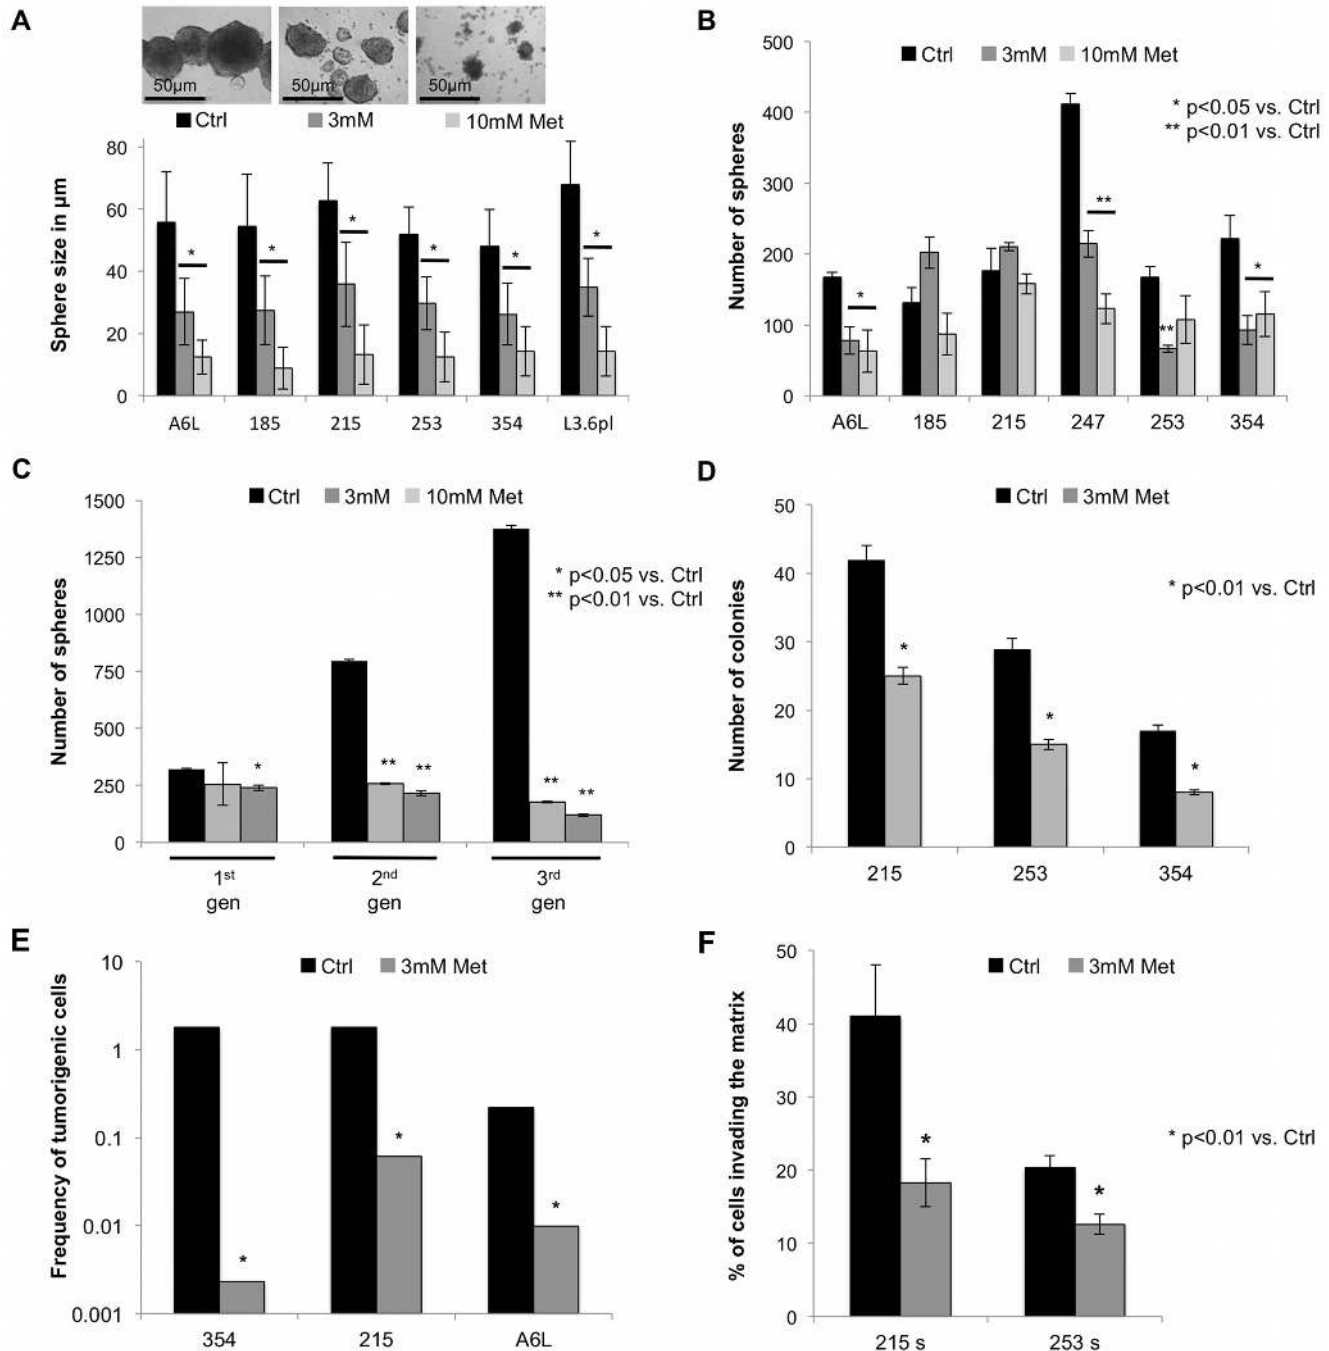 A
50µm 50µm 50µm
Ctrl 3mM 10mM Met
Sphere size in µm
80
60
40
20
0
* * * * * *
A6L 185 215 253 354 L3.6pl
B
Ctrl 3mM 10mM Met
* p<0.05 vs. Ctrl
** p<0.01 vs. Ctrl
Number of spheres
500
400
300
200
100
0
* ** ** *
A6L 185 215 247 253 354
C
Ctrl 3mM 10mM Met
* p<0.05 vs. Ctrl
** p<0.01 vs. Ctrl
Number of spheres
1500
1250
1000
750
500
250
0
* ** ** ** **
1st 2nd 3rd
gen gen gen
D
Ctrl 3mM Met
* p<0.01 vs. Ctrl
Number of colonies
50
40
30
20
10
0
* * *
215 253 354
E
Ctrl 3mM Met
Frequency of tumorigenic cells
10
1
0.1
0.01
0.001
* * *
354 215 A6L
F
Ctrl 3mM Met
* p<0.01 vs. Ctrl
% of cells invading the matrix
50
40
30
20
10
0
* *
215 s 253 s